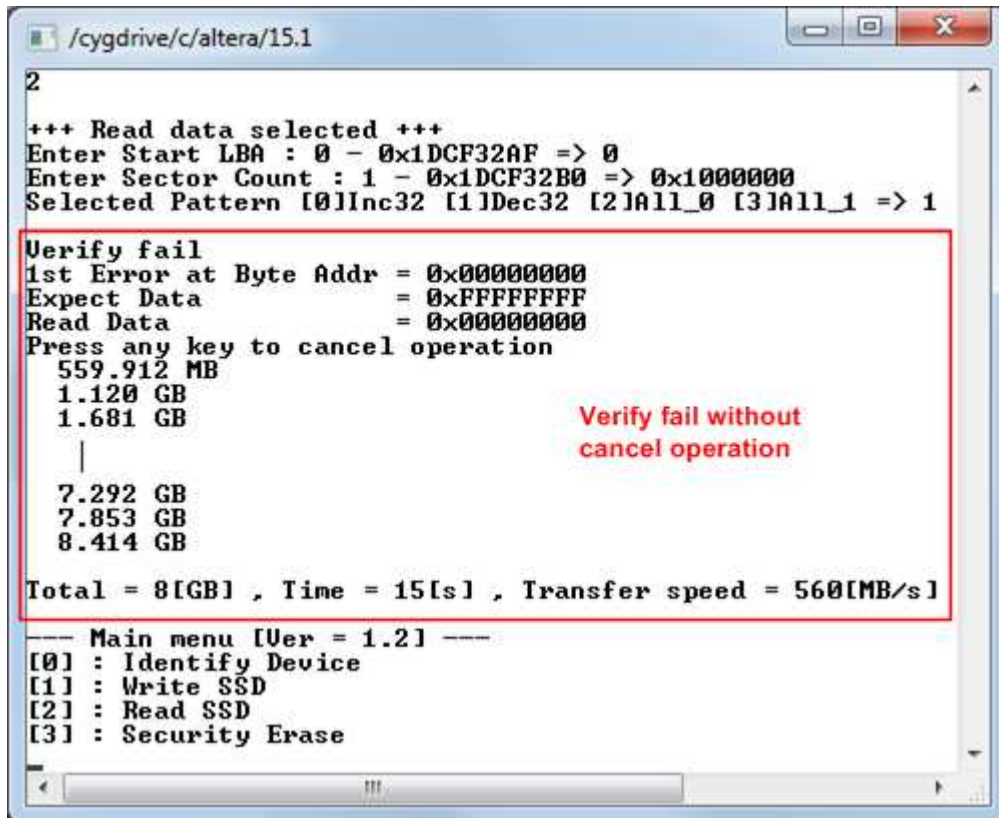 /cygdrive/c/altera/15.1
2
+++ Read data selected +++
Enter Start LBA : 0 - 0x1DCF32AF => 0
Enter Sector Count : 1 - 0x1DCF32B0 => 0x1000000
Selected Pattern [0]Inc32 [1]Dec32 [2]All_0 [3]All_1 => 1
Verify fail
1st Error at Byte Addr = 0x00000000
Expect Data = 0xFFFFFFFF
Read Data = 0x00000000
Press any key to cancel operation
559.912 MB
1.120 GB
1.681 GB
Verify fail without
cancel operation
|
7.292 GB
7.853 GB
8.414 GB
Total = 8[GB] , Time = 15[s] , Transfer speed = 560[MB/s]
--- Main menu [Ver = 1.2] ---
[0] : Identify Device
[1] : Write SSD
[2] : Read SSD
[3] : Security Erase